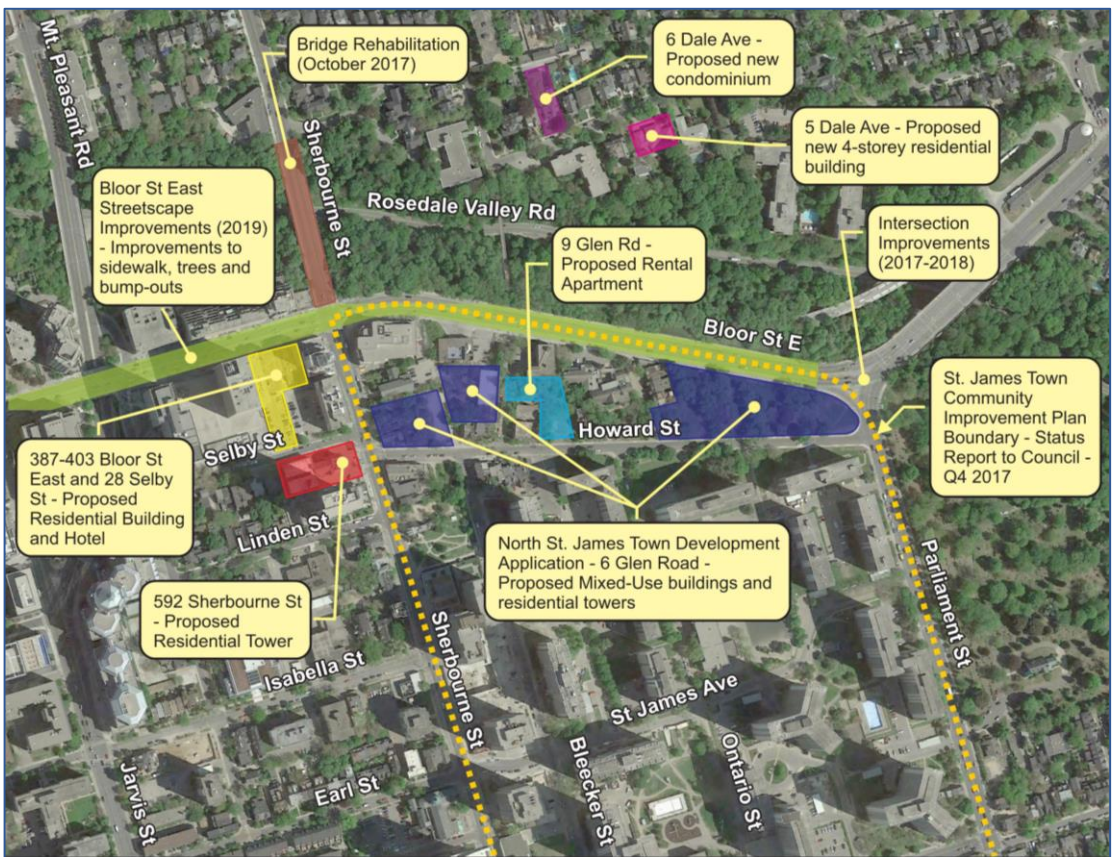 Mt. Pleasant Rd
Bridge Rehabilitation
(October 2017)
6 Dale Ave -
Proposed new
condominium
5 Dale Ave - Proposed
new 4-storey residential
building
Sherbourne St
Bloor St East
Streetscape
Improvements (2019)
- Improvements to
sidewalk, trees and
bump-outs
Rosedale Valley Rd
9 Glen Rd -
Proposed Rental
Apartment
Intersection
Improvements
(2017-2018)
Bloor St E
St. James Town
Community
Improvement Plan
Boundary - Status
Report to Council -
Q4 2017
Howard St
Selby St
387-403 Bloor St
East and 28 Selby
St - Proposed
Residential Building
and Hotel
Linden St
North St. James Town Development
Application - 6 Glen Road -
Proposed Mixed-Use buildings and
residential towers
592 Sherbourne St
- Proposed
Residential Tower
Parliament St
Sherbourne St
Isabella St
St James Ave
Jarvis St
Earl St
Bleecker St
Ontario St